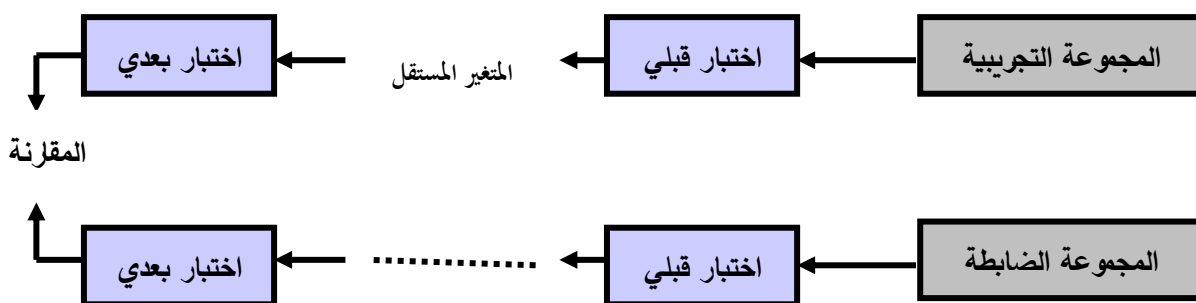 المجموعة التجريبية
اختبار قبلي
المتغير المستقل
اختبار بعدي
المقارنة
المجموعة الضابطة
اختبار قبلي
اختبار بعدي